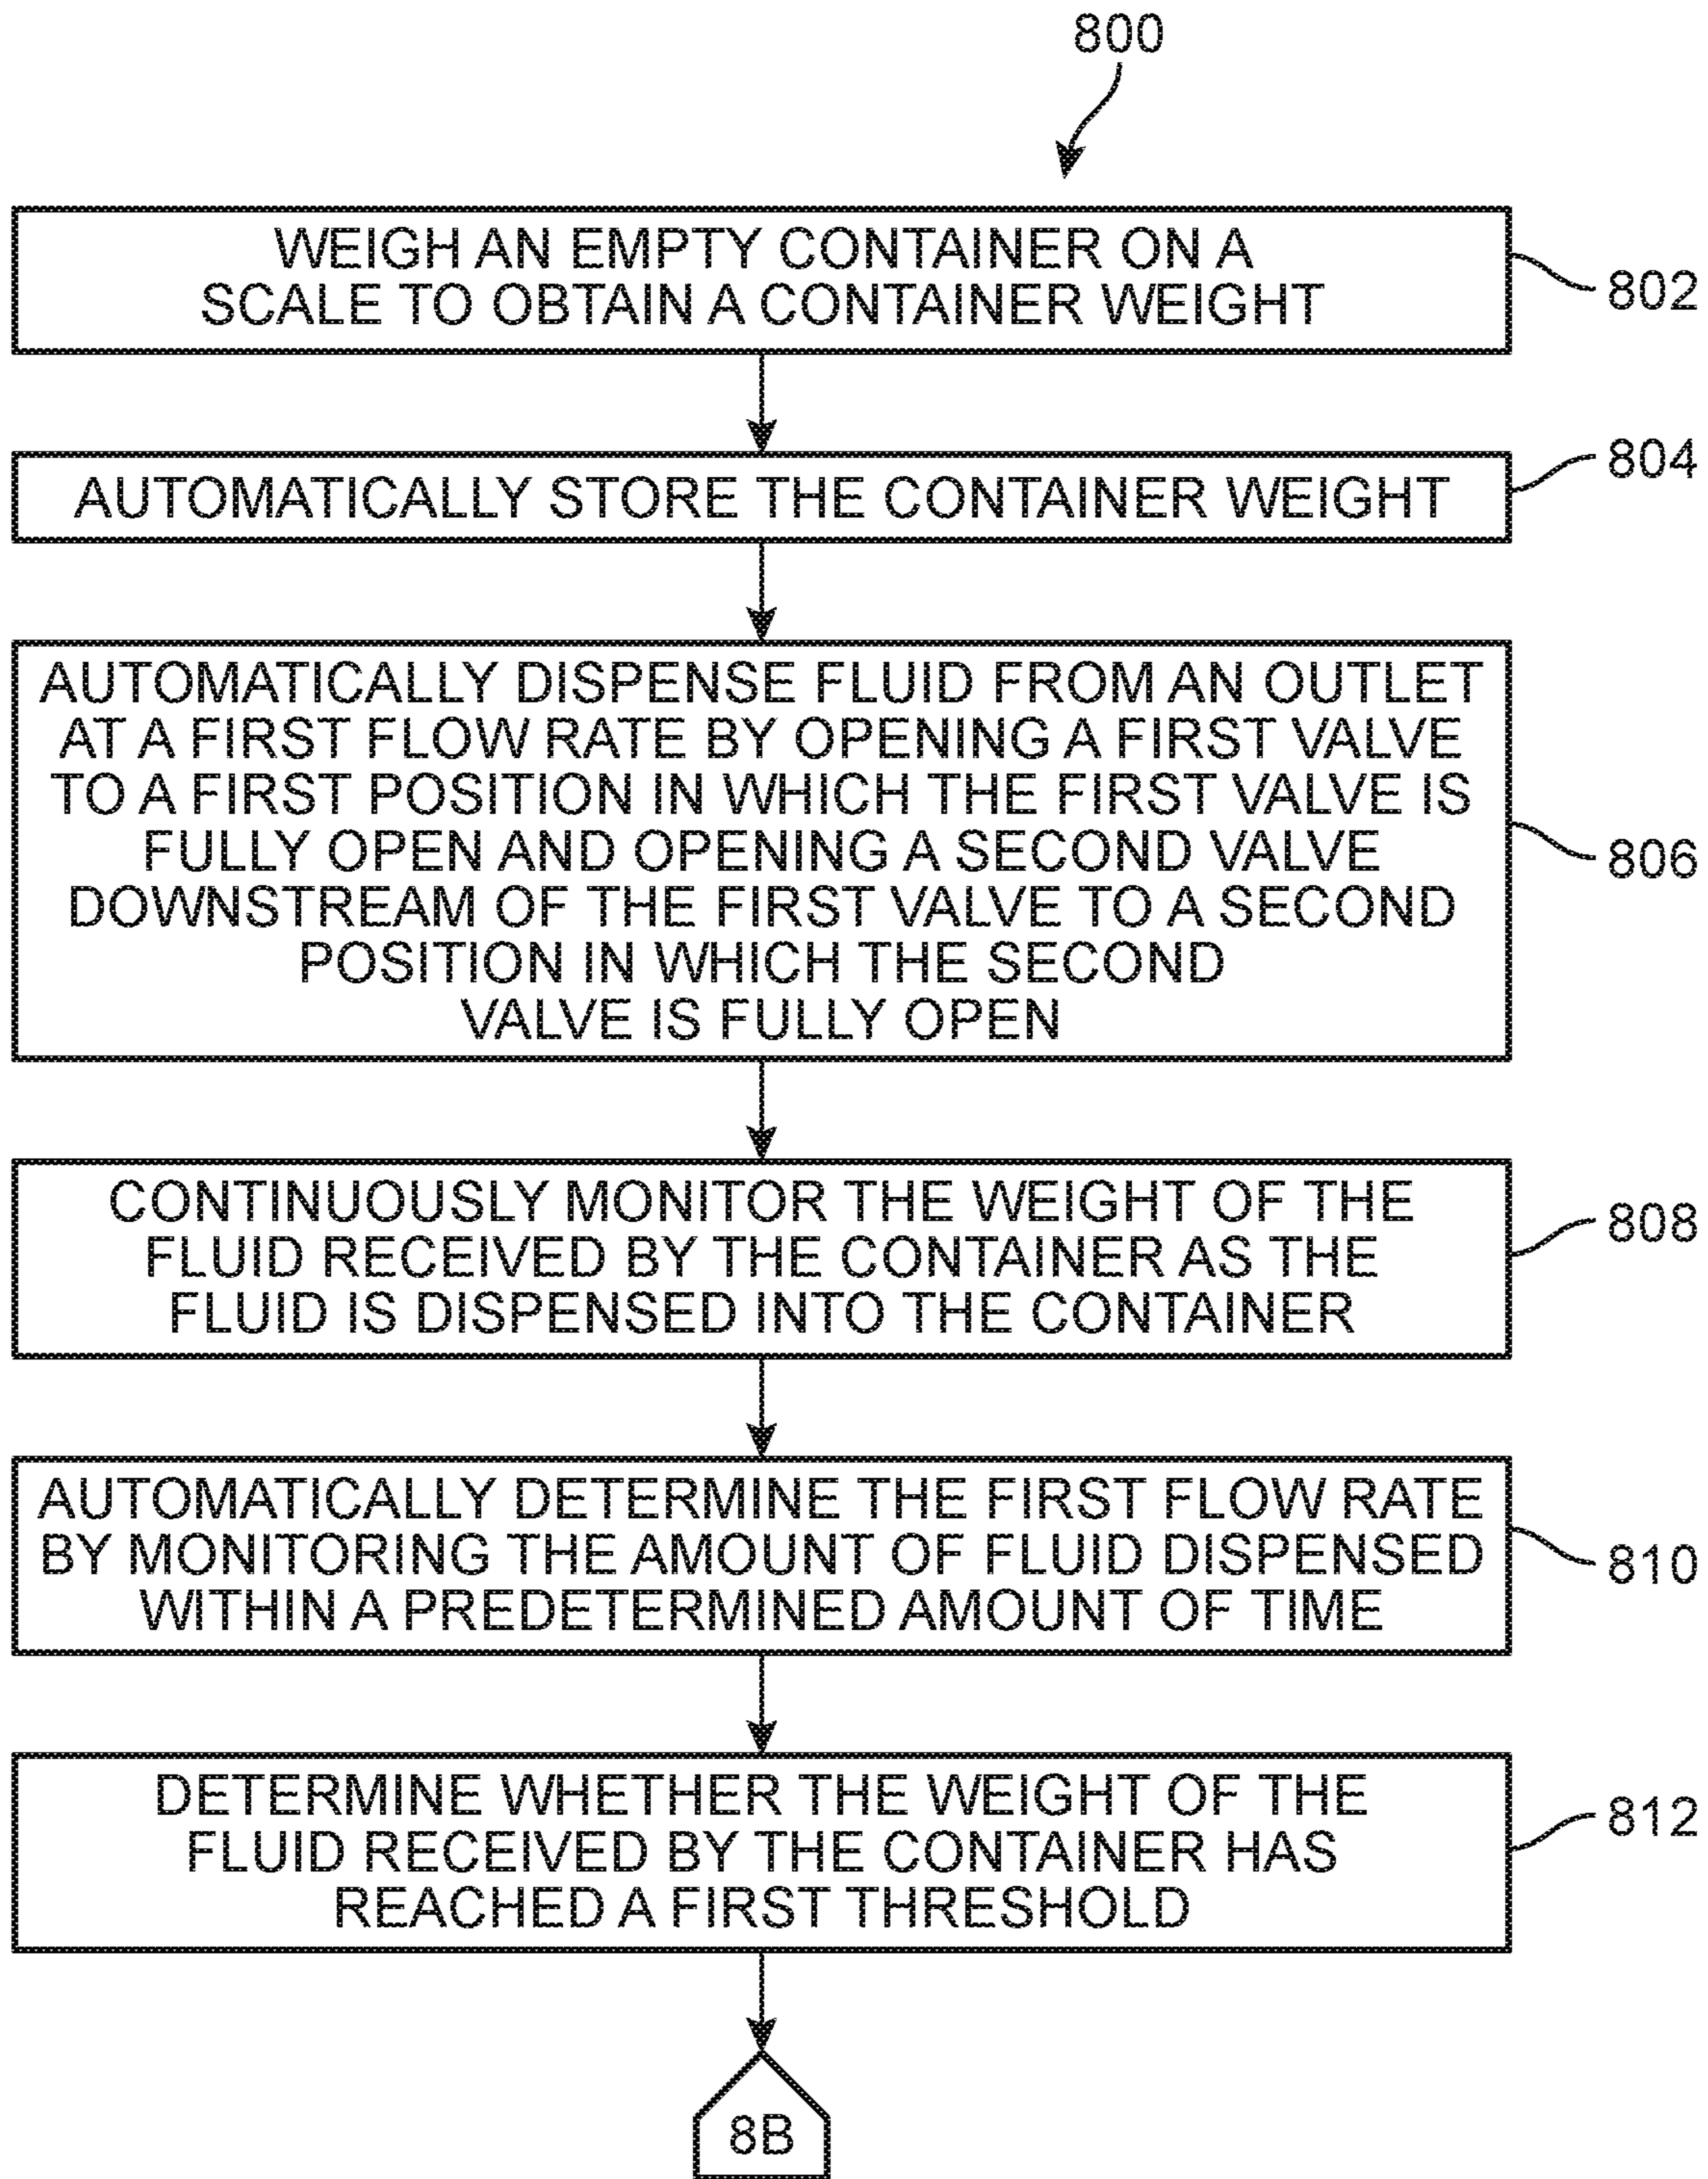 800
WEIGH AN EMPTY CONTAINER ON A
SCALE TO OBTAIN A CONTAINER WEIGHT
802
AUTOMATICALLY STORE THE CONTAINER WEIGHT
804
AUTOMATICALLY DISPENSE FLUID FROM AN OUTLET
AT A FIRST FLOW RATE BY OPENING A FIRST VALVE
TO A FIRST POSITION IN WHICH THE FIRST VALVE IS
FULLY OPEN AND OPENING A SECOND VALVE
DOWNSTREAM OF THE FIRST VALVE TO A SECOND
POSITION IN WHICH THE SECOND
VALVE IS FULLY OPEN
806
CONTINUOUSLY MONITOR THE WEIGHT OF THE
FLUID RECEIVED BY THE CONTAINER AS THE
FLUID IS DISPENSED INTO THE CONTAINER
808
AUTOMATICALLY DETERMINE THE FIRST FLOW RATE
BY MONITORING THE AMOUNT OF FLUID DISPENSED
WITHIN A PREDETERMINED AMOUNT OF TIME
810
DETERMINE WHETHER THE WEIGHT OF THE
FLUID RECEIVED BY THE CONTAINER HAS
REACHED A FIRST THRESHOLD
812
8B